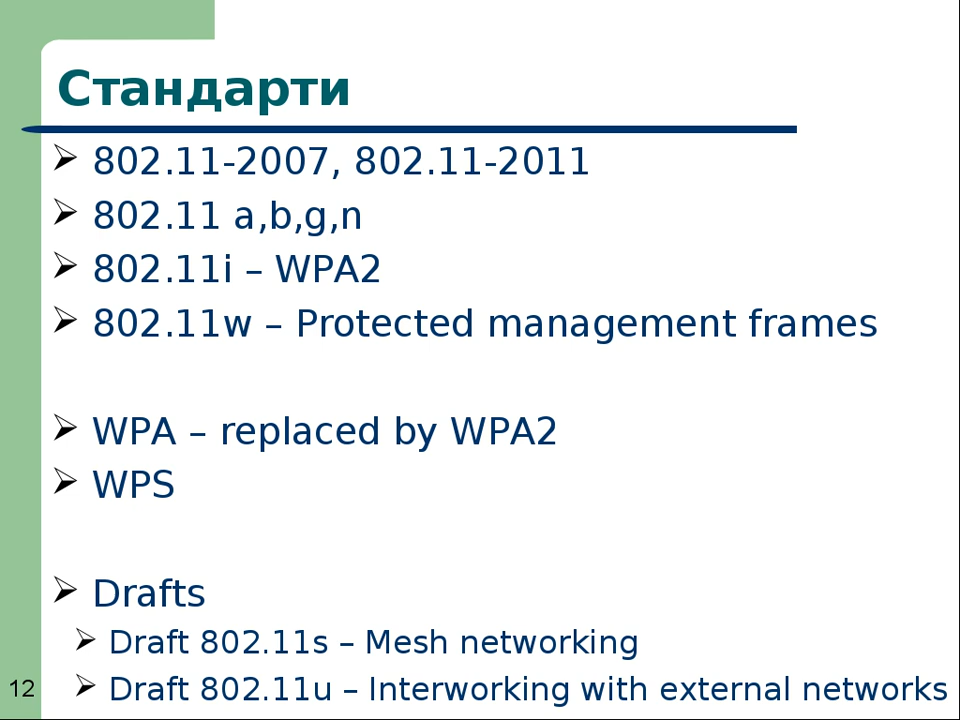 Стандарти
802.11-2007, 802.11-2011
802.11 a,b,g,n
802.11i – WPA2
802.11w – Protected management frames
WPA – replaced by WPA2
WPS
Drafts
Draft 802.11s – Mesh networking
Draft 802.11u – Interworking with external networks
12